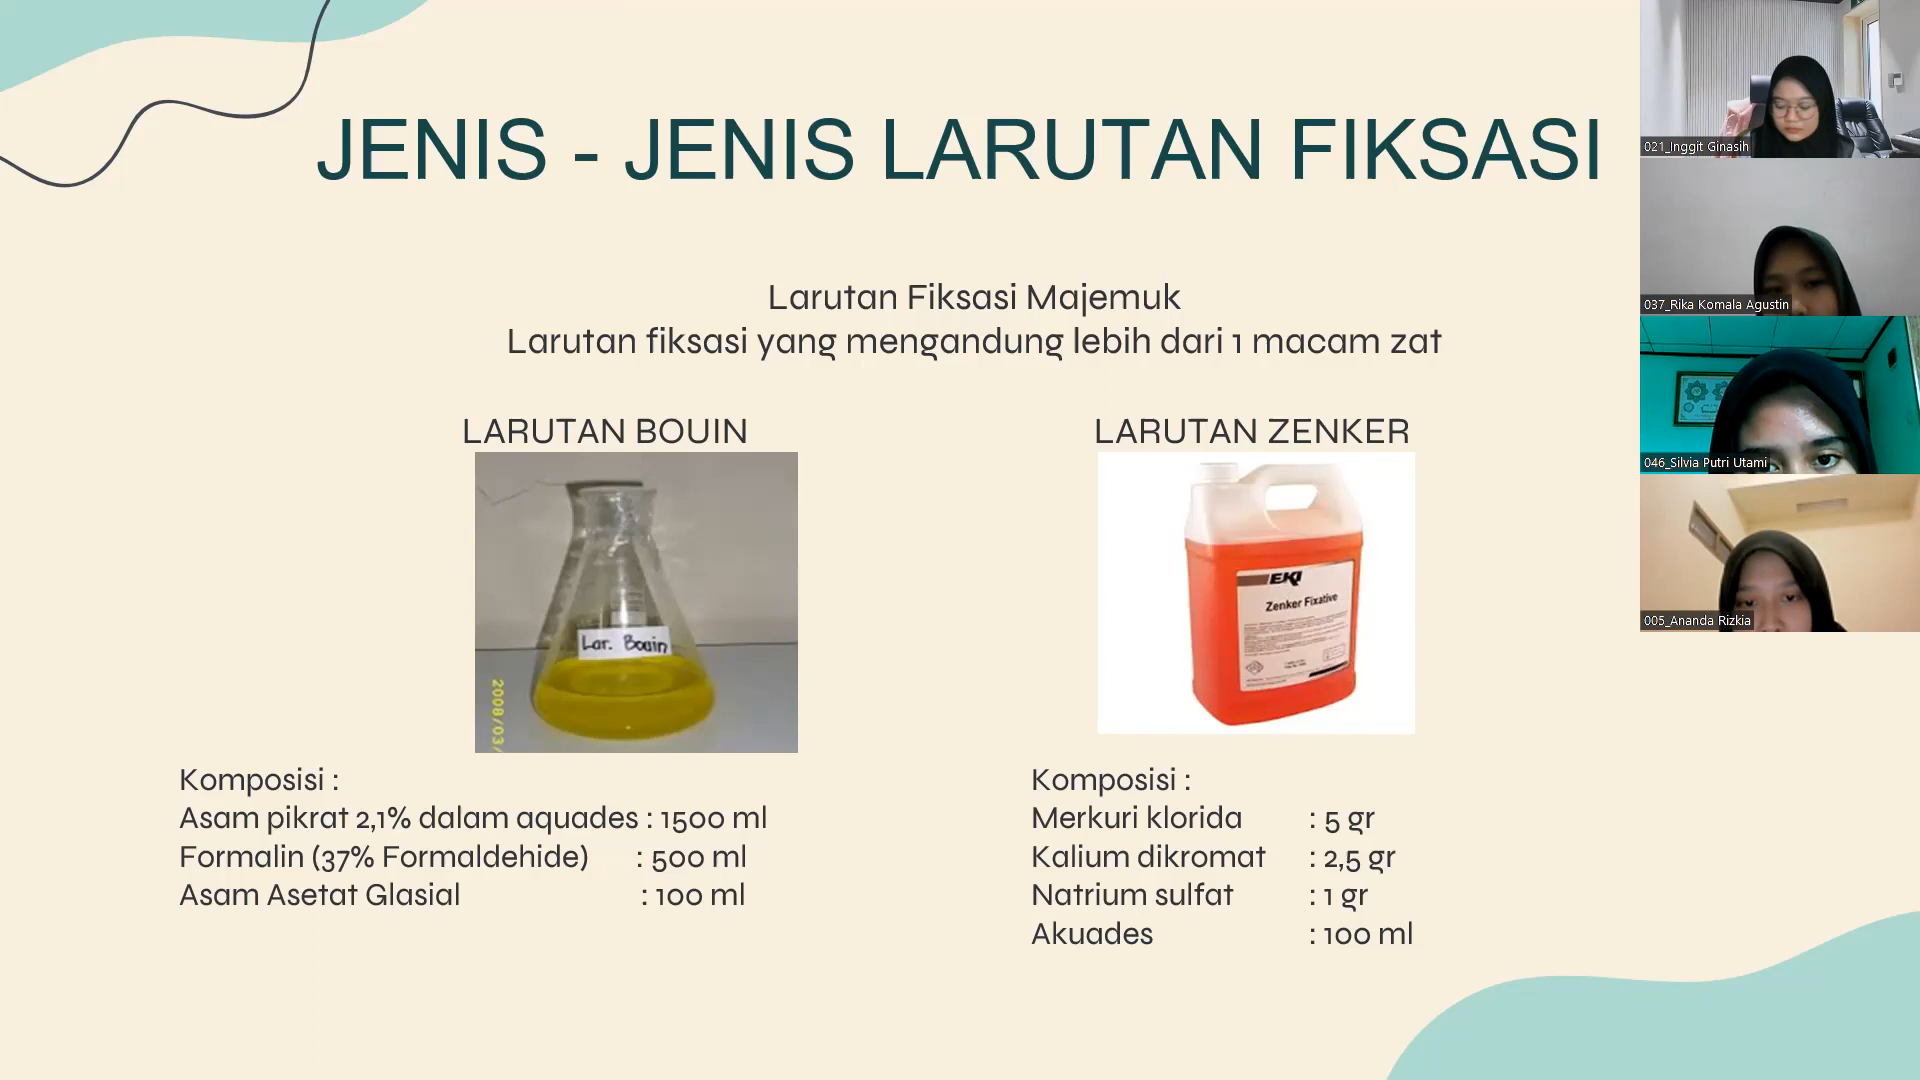 JENIS - JENIS LARUTAN FIKSASI
Larutan Fiksasi Majemuk
Larutan fiksasi yang mengandung lebih dari 1 macam zat
LARUTAN BOUIN
LARUTAN ZENKER
Lar. Bouin
2008/03/
EKI
Zenker Fixative
Komposisi :
Asam pikrat 2,1% dalam aquades : 1500 ml
Formalin (37% Formaldehide) : 500 ml
Asam Asetat Glasial : 100 ml
Komposisi :
Merkuri klorida : 5 gr
Kalium dikromat : 2,5 gr
Natrium sulfat : 1 gr
Akuades : 100 ml
021_Inggit Ginasih
037_Rika Komala Agustin
046_Silvia Putri Utami
005_Ananda Rizkia